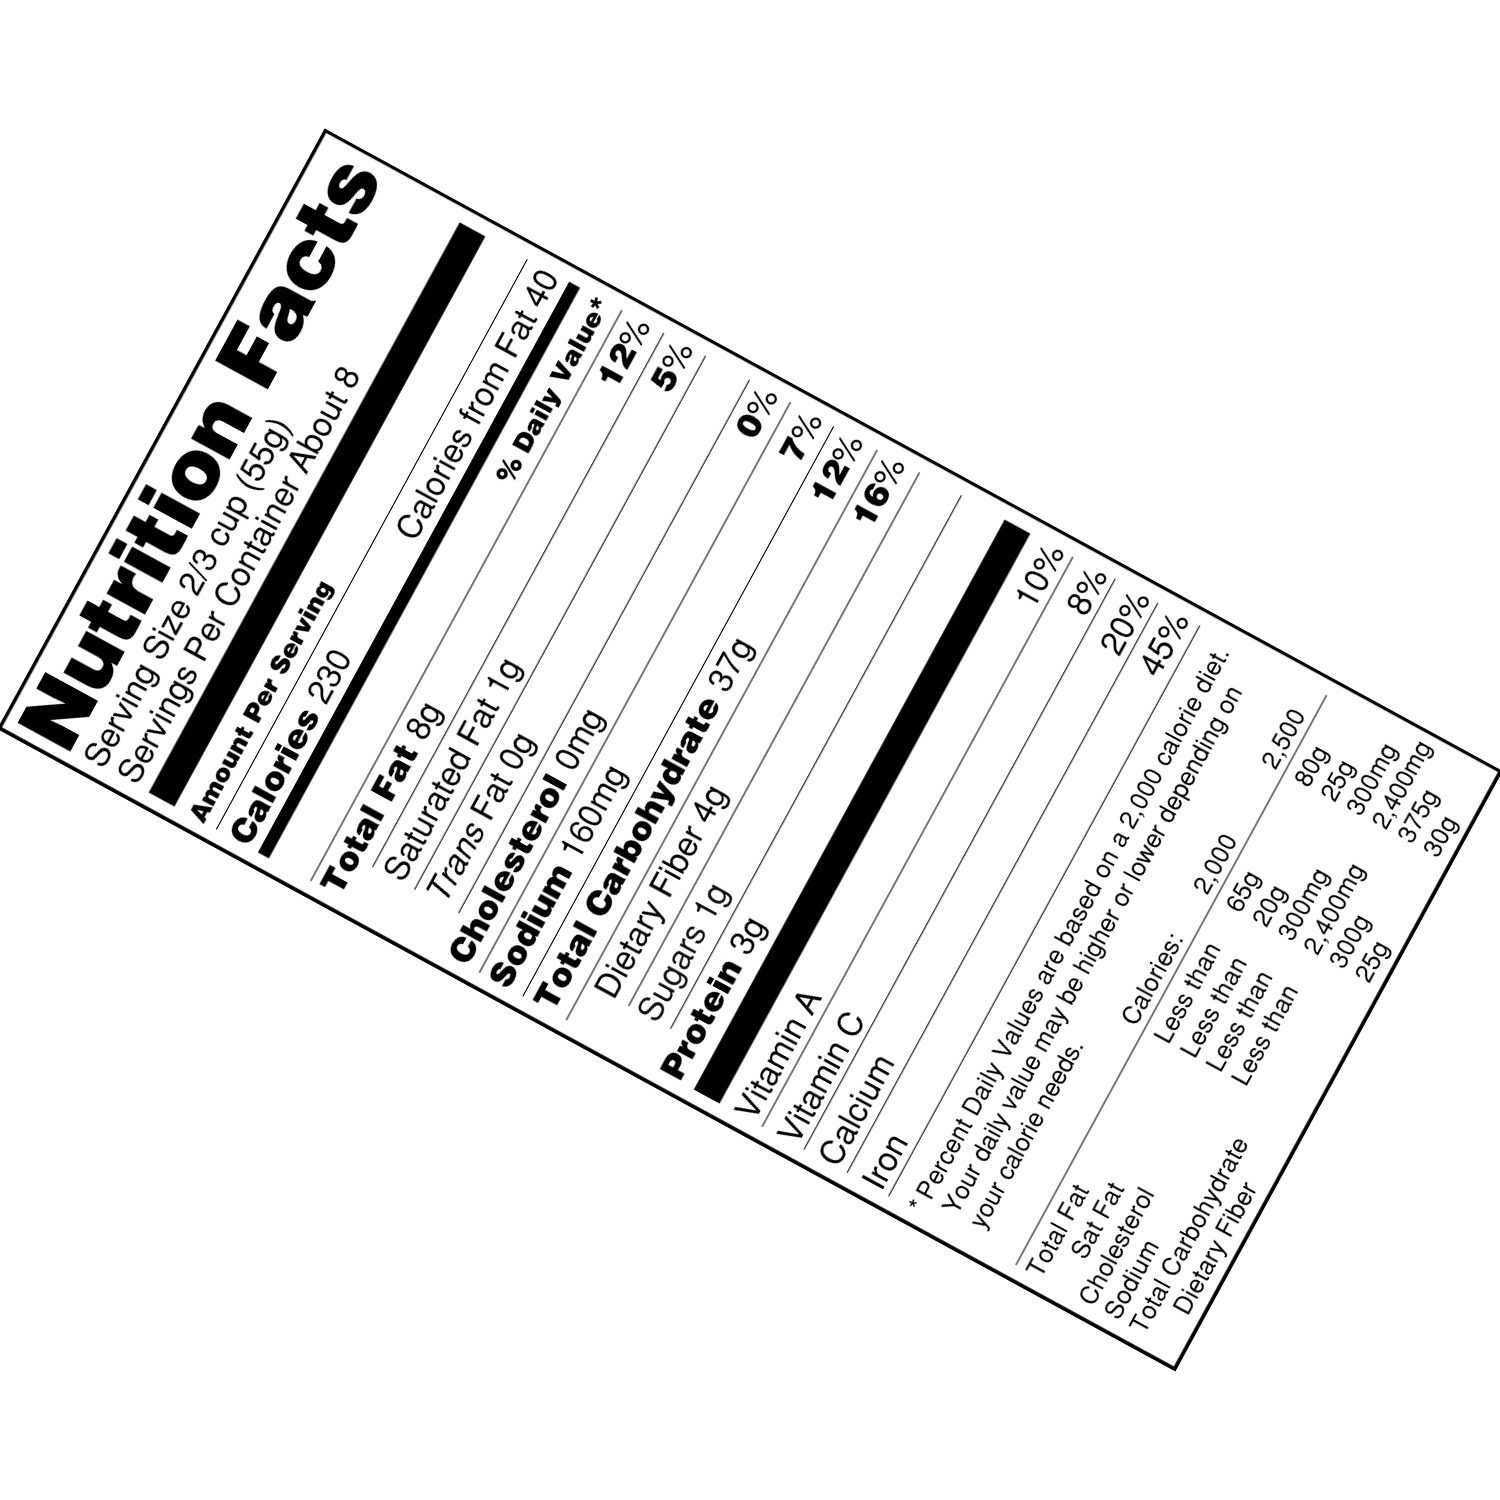 Nutrition Facts
Serving Size 2/3 cup (55g)
Servings Per Container About 8
Amount Per Serving
Calories 230 Calories from Fat 40
% Daily Value*
Total Fat 8g 12%
Saturated Fat 1g 5%
Trans Fat 0g
Cholesterol 0mg 0%
Sodium 160mg 7%
Total Carbohydrate 37g 12%
Dietary Fiber 4g 16%
Sugars 1g
Protein 3g
Vitamin A 10%
Vitamin C 8%
Calcium 20%
Iron 45%
* Percent Daily Values are based on a 2,000 calorie diet.
Your daily value may be higher or lower depending on
your calorie needs.
Calories: 2,000 2,500
Total Fat Less than 65g 80g
Sat Fat Less than 20g 25g
Cholesterol Less than 300mg 300mg
Sodium Less than 2,400mg 2,400mg
Total Carbohydrate 300g 375g
Dietary Fiber 25g 30g